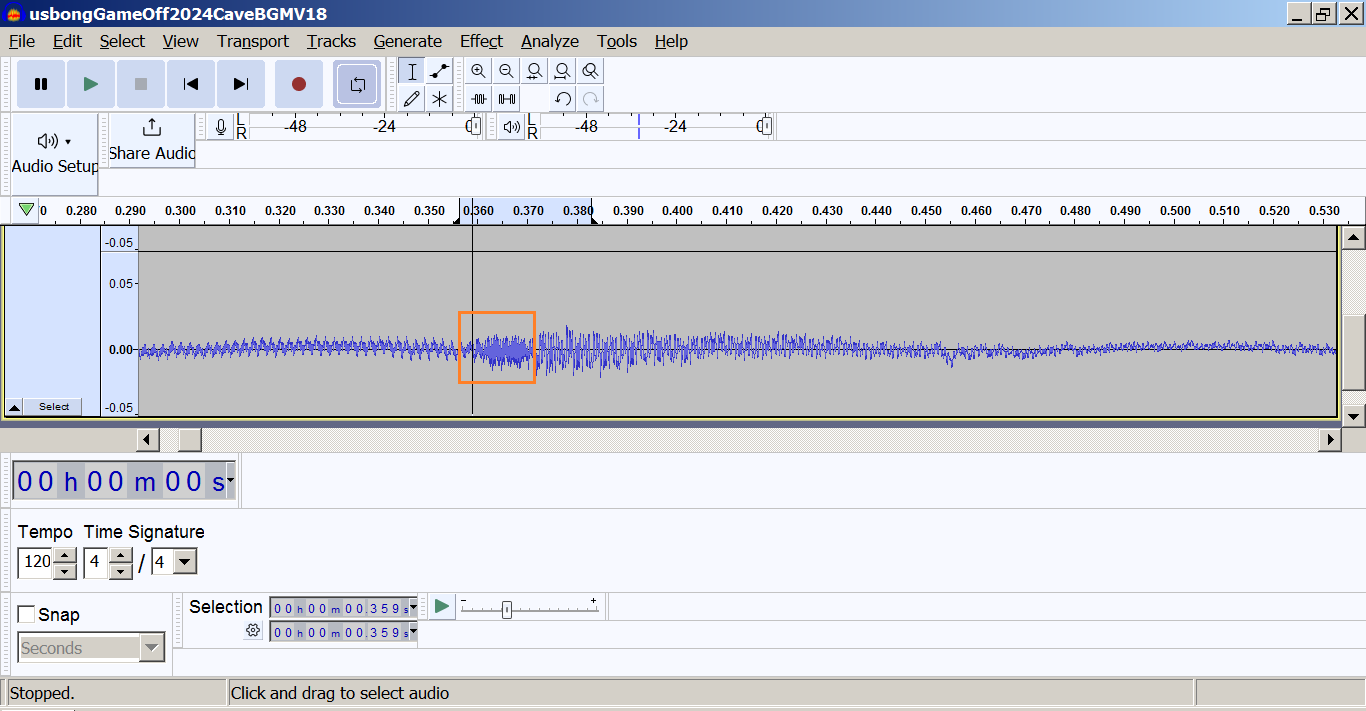 usbongGameOff2024CaveBGMV18
File Edit Select View Transport Tracks Generate Effect Analyze Tools Help
L R -48 -24 0 L R -48 -24 0
Audio Setup Share Audio
0 0.280 0.290 0.300 0.310 0.320 0.330 0.340 0.350 0.360 0.370 0.380 0.390 0.400 0.410 0.420 0.430 0.440 0.450 0.460 0.470 0.480 0.490 0.500 0.510 0.520 0.530
-0.05
0.05
0.00
-0.05
Select
00 h 00 m 00 s
Tempo Time Signature
120 4 / 4
Snap
Seconds
Selection 00 h 00 m 00.359 s
00 h 00 m 00.359 s
- +
Stopped. Click and drag to select audio